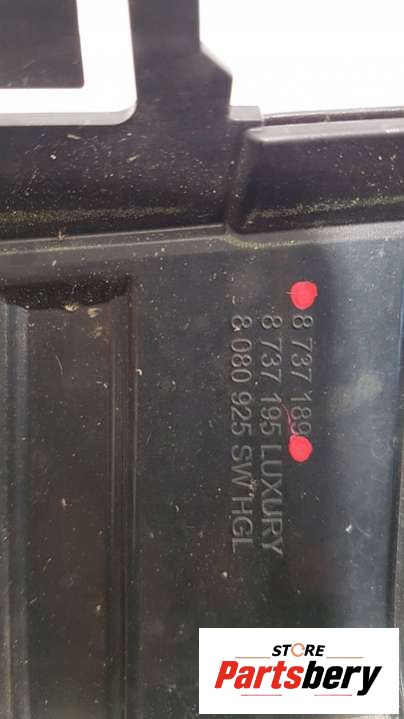 8 737 189
8 737 195 LUXURY
8 080 925 SW HGL
STORE
Partsbery